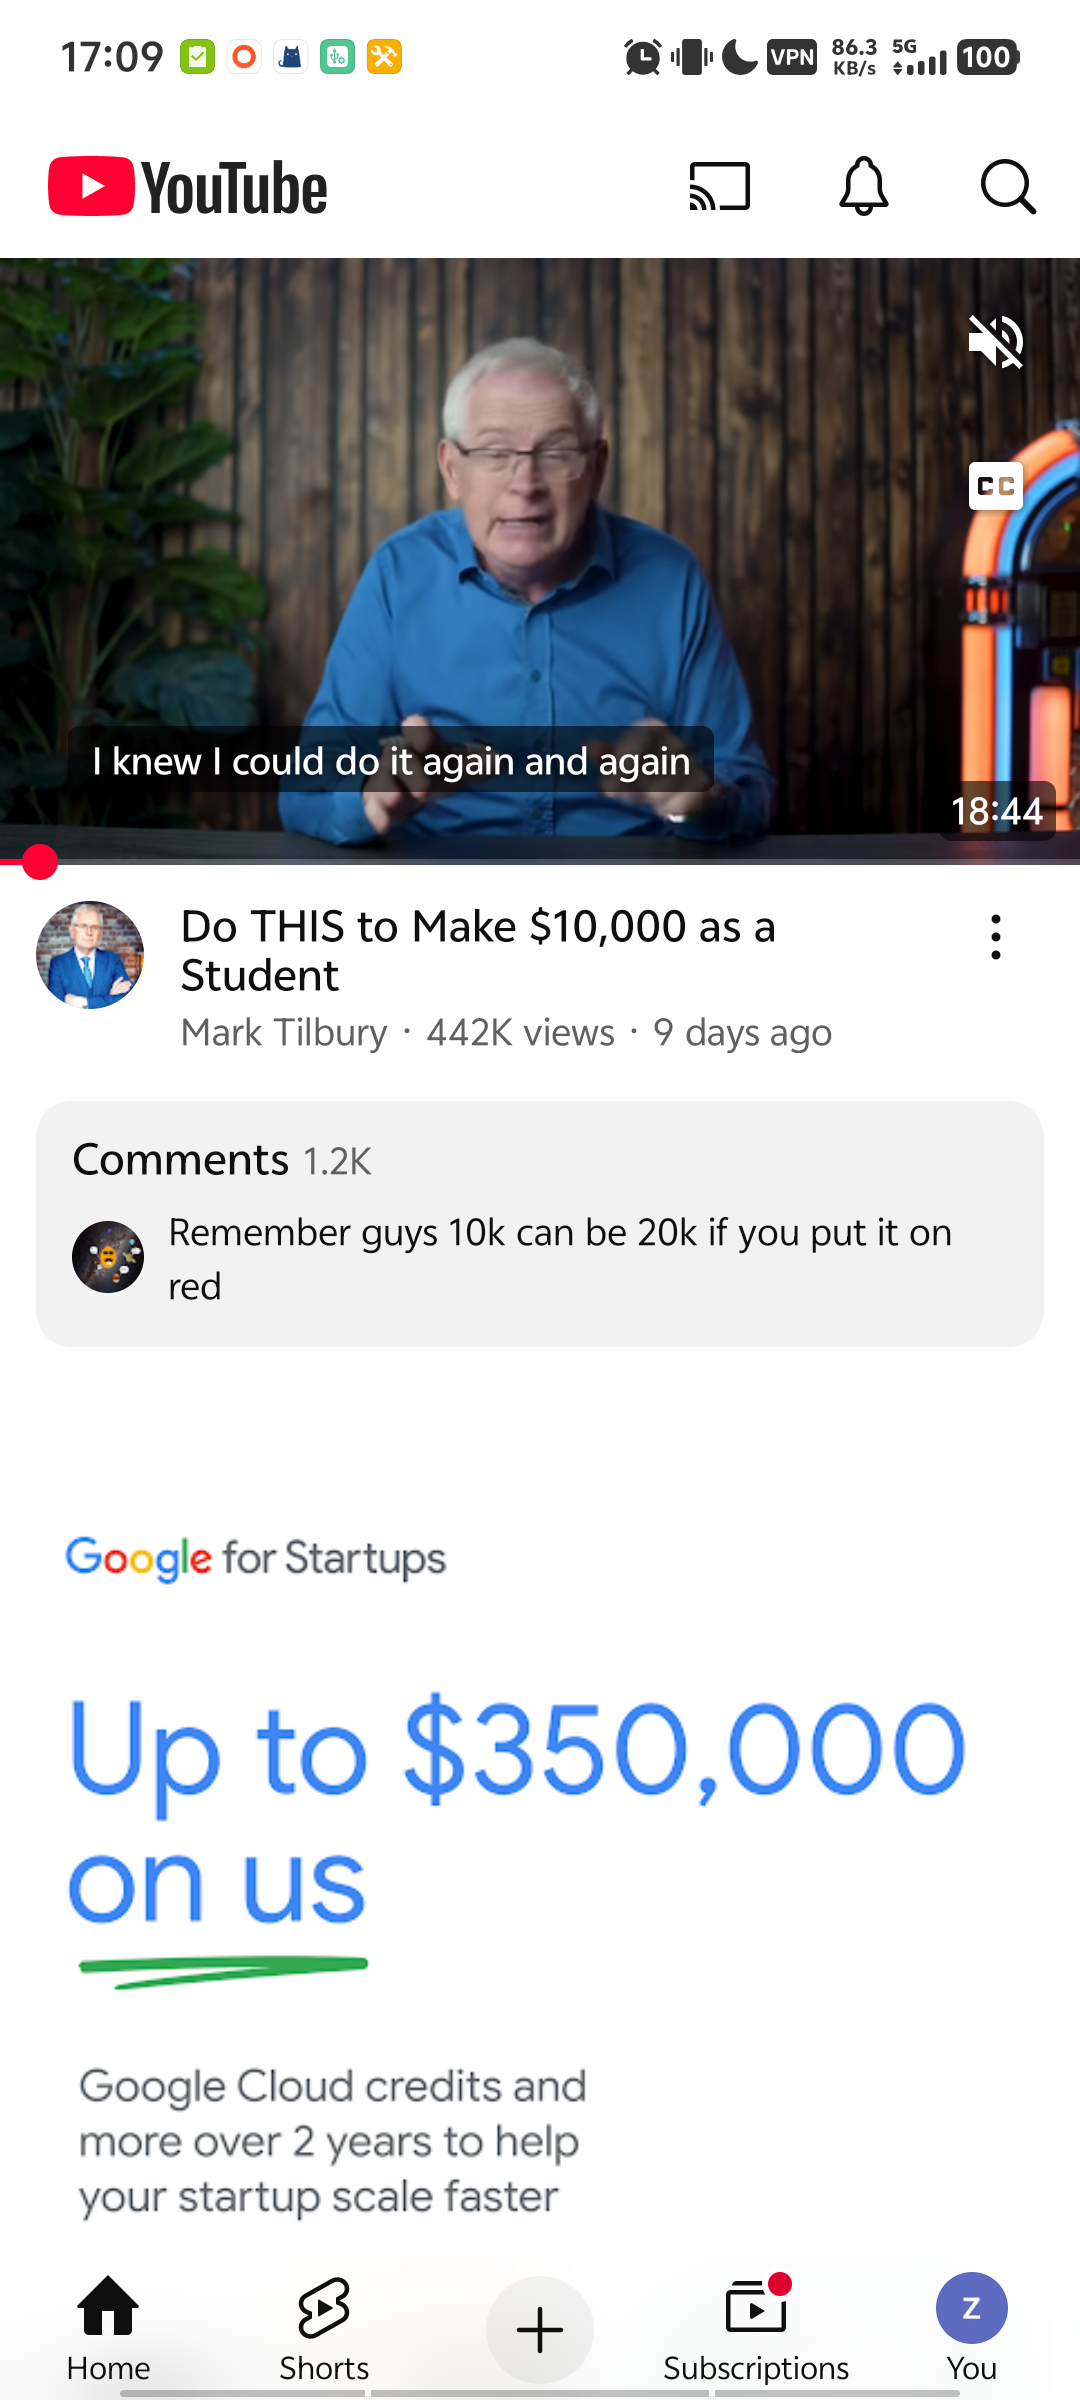 17:09
VPN
86.3
KB/s
5G
100
YouTube
CC
I knew I could do it again and again
18:44
Do THIS to Make $10,000 as a
Student
Mark Tilbury · 442K views · 9 days ago
Comments 1.2K
Remember guys 10k can be 20k if you put it on
red
Google for Startups
Up to $350,000
on us
Google Cloud credits and
more over 2 years to help
your startup scale faster
Z
Home
Shorts
Subscriptions
You